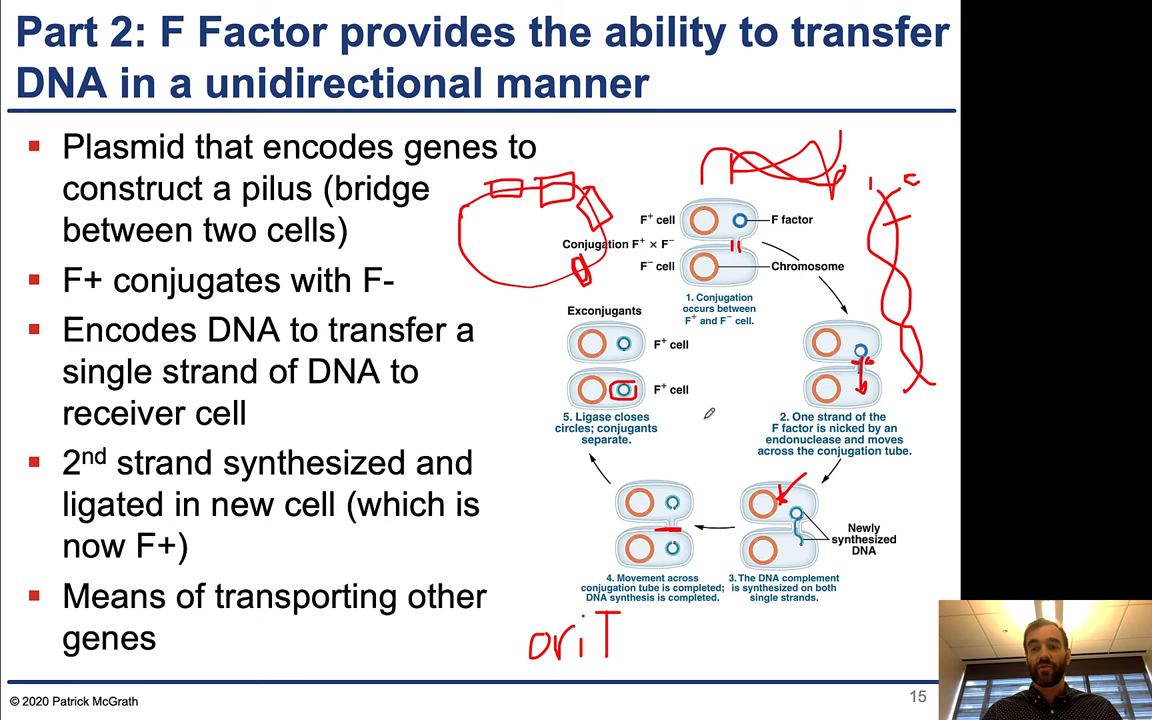 Part 2: F Factor provides the ability to transfer
DNA in a unidirectional manner
▪ Plasmid that encodes genes to
construct a pilus (bridge
between two cells)
▪ F+ conjugates with F-
▪ Encodes DNA to transfer a
single strand of DNA to
receiver cell
▪ 2nd strand synthesized and
ligated in new cell (which is
now F+)
▪ Means of transporting other
genes
F+ cell
F factor
Conjugation F+ × F−
F− cell
Chromosome
1. Conjugation
occurs between
F+ and F− cell.
2. One strand of the
F factor is nicked by an
endonuclease and moves
across the conjugation tube.
Newly
synthesized
DNA
3. The DNA complement
is synthesized on both
single strands.
4. Movement across
conjugation tube is completed;
DNA synthesis is completed.
Exconjugants
F+ cell
F+ cell
5. Ligase closes
circles; conjugants
separate.
oriT
© 2020 Patrick McGrath
15